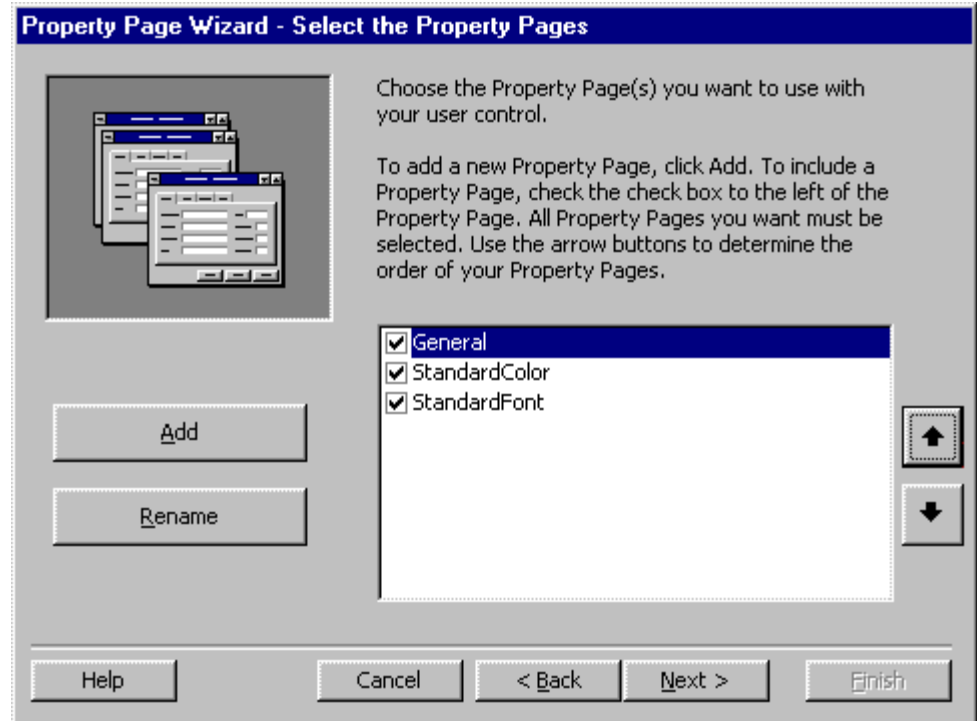 Property Page Wizard - Select the Property Pages
Choose the Property Page(s) you want to use with
your user control.
To add a new Property Page, click Add. To include a
Property Page, check the check box to the left of the
Property Page. All Property Pages you want must be
selected. Use the arrow buttons to determine the
order of your Property Pages.
General
StandardColor
StandardFont
Add
Rename
Help
Cancel
< Back
Next >
Finish